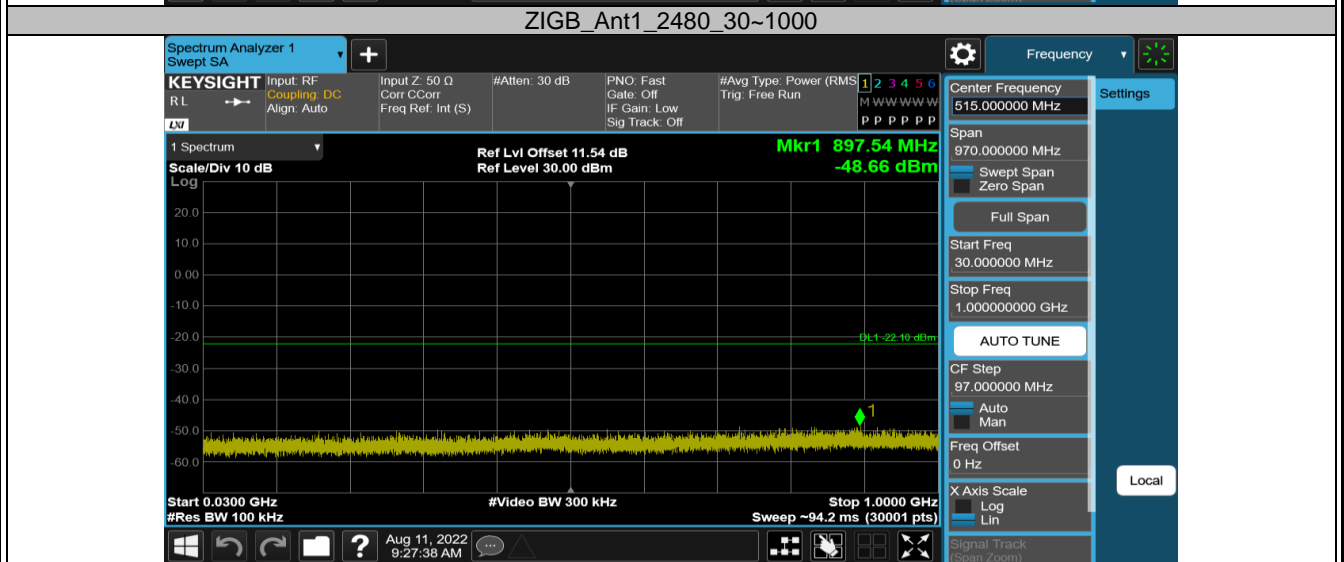 (Span Zoom)
ZIGB_Ant1_2480_30~1000
Spectrum Analyzer 1
Swept SA
+
Frequency
KEYSIGHT
R L
LXI
Input: RF
Coupling: DC
Align: Auto
Input Z: 50 Ω
Corr CCorr
Freq Ref: Int (S)
#Atten: 30 dB
PNO: Fast
Gate: Off
IF Gain: Low
Sig Track: Off
#Avg Type: Power (RMS
Trig: Free Run
1 2 3 4 5 6
M W W W W W
P P P P P P
1 Spectrum
Scale/Div 10 dB
Log
Ref Lvl Offset 11.54 dB
Ref Level 30.00 dBm
Mkr1 897.54 MHz
-48.66 dBm
20.0
10.0
0.00
-10.0
-20.0
-30.0
-40.0
-50.0
-60.0
DL1 -22.10 dBm
1
Start 0.0300 GHz
#Res BW 100 kHz
#Video BW 300 kHz
Stop 1.0000 GHz
Sweep ~94.2 ms (30001 pts)
Center Frequency
515.000000 MHz
Settings
Span
970.000000 MHz
Swept Span
Zero Span
Full Span
Start Freq
30.000000 MHz
Stop Freq
1.000000000 GHz
AUTO TUNE
CF Step
97.000000 MHz
Auto
Man
Freq Offset
0 Hz
X Axis Scale
Log
Lin
Local
Signal Track
(Span Zoom)
?
Aug 11, 2022
9:27:38 AM